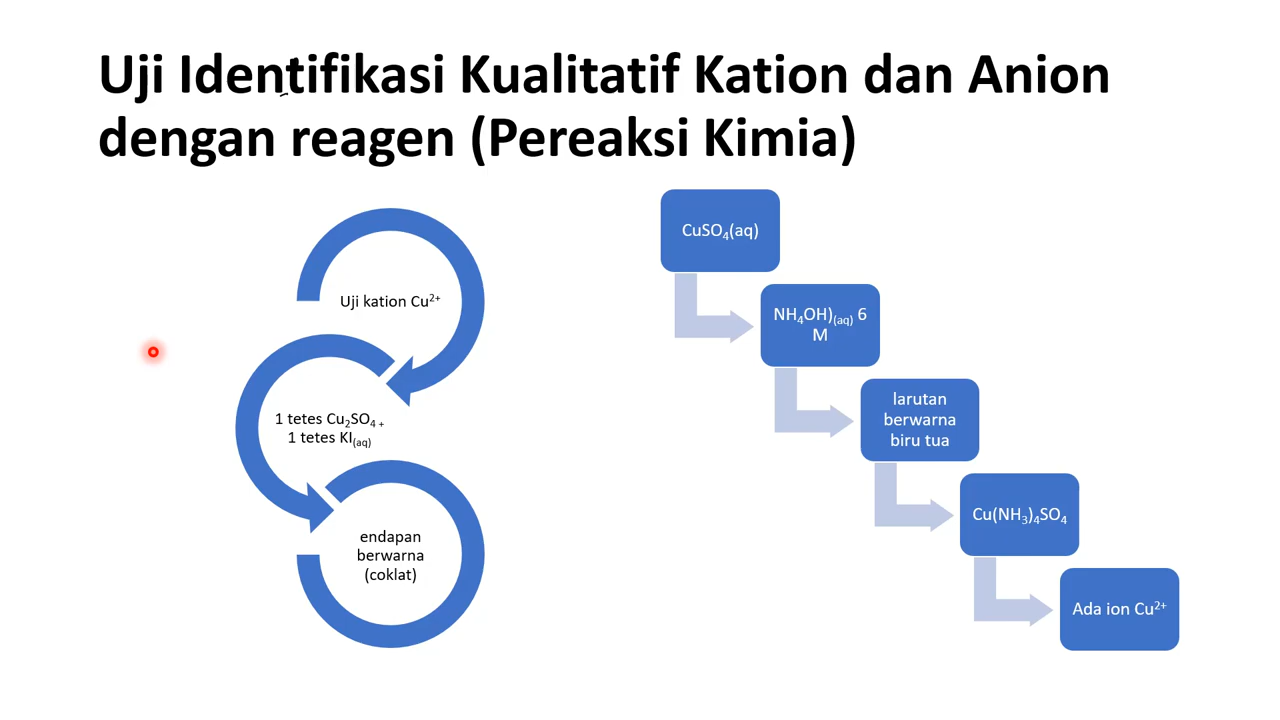 Uji Identifikasi Kualitatif Kation dan Anion
dengan reagen (Pereaksi Kimia)
Uji kation Cu²⁺
1 tetes Cu₂SO₄ ₊
1 tetes KI₍aq₎
endapan
berwarna
(coklat)
CuSO₄(aq)
NH₄OH)₍aq₎ 6
M
larutan
berwarna
biru tua
Cu(NH₃)₄SO₄
Ada ion Cu²⁺